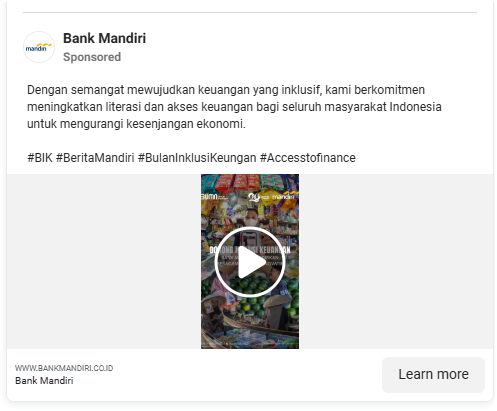 mandiri
Bank Mandiri
Sponsored
Dengan semangat mewujudkan keuangan yang inklusif, kami berkomitmen
meningkatkan literasi dan akses keuangan bagi seluruh masyarakat Indonesia
untuk mengurangi kesenjangan ekonomi.
#BIK #BeritaMandiri #BulanInklusiKeungan #Accesstofinance
BUMN mandiri
KEUANGAN
WWW.BANKMANDIRI.CO.ID
Bank Mandiri
Learn more